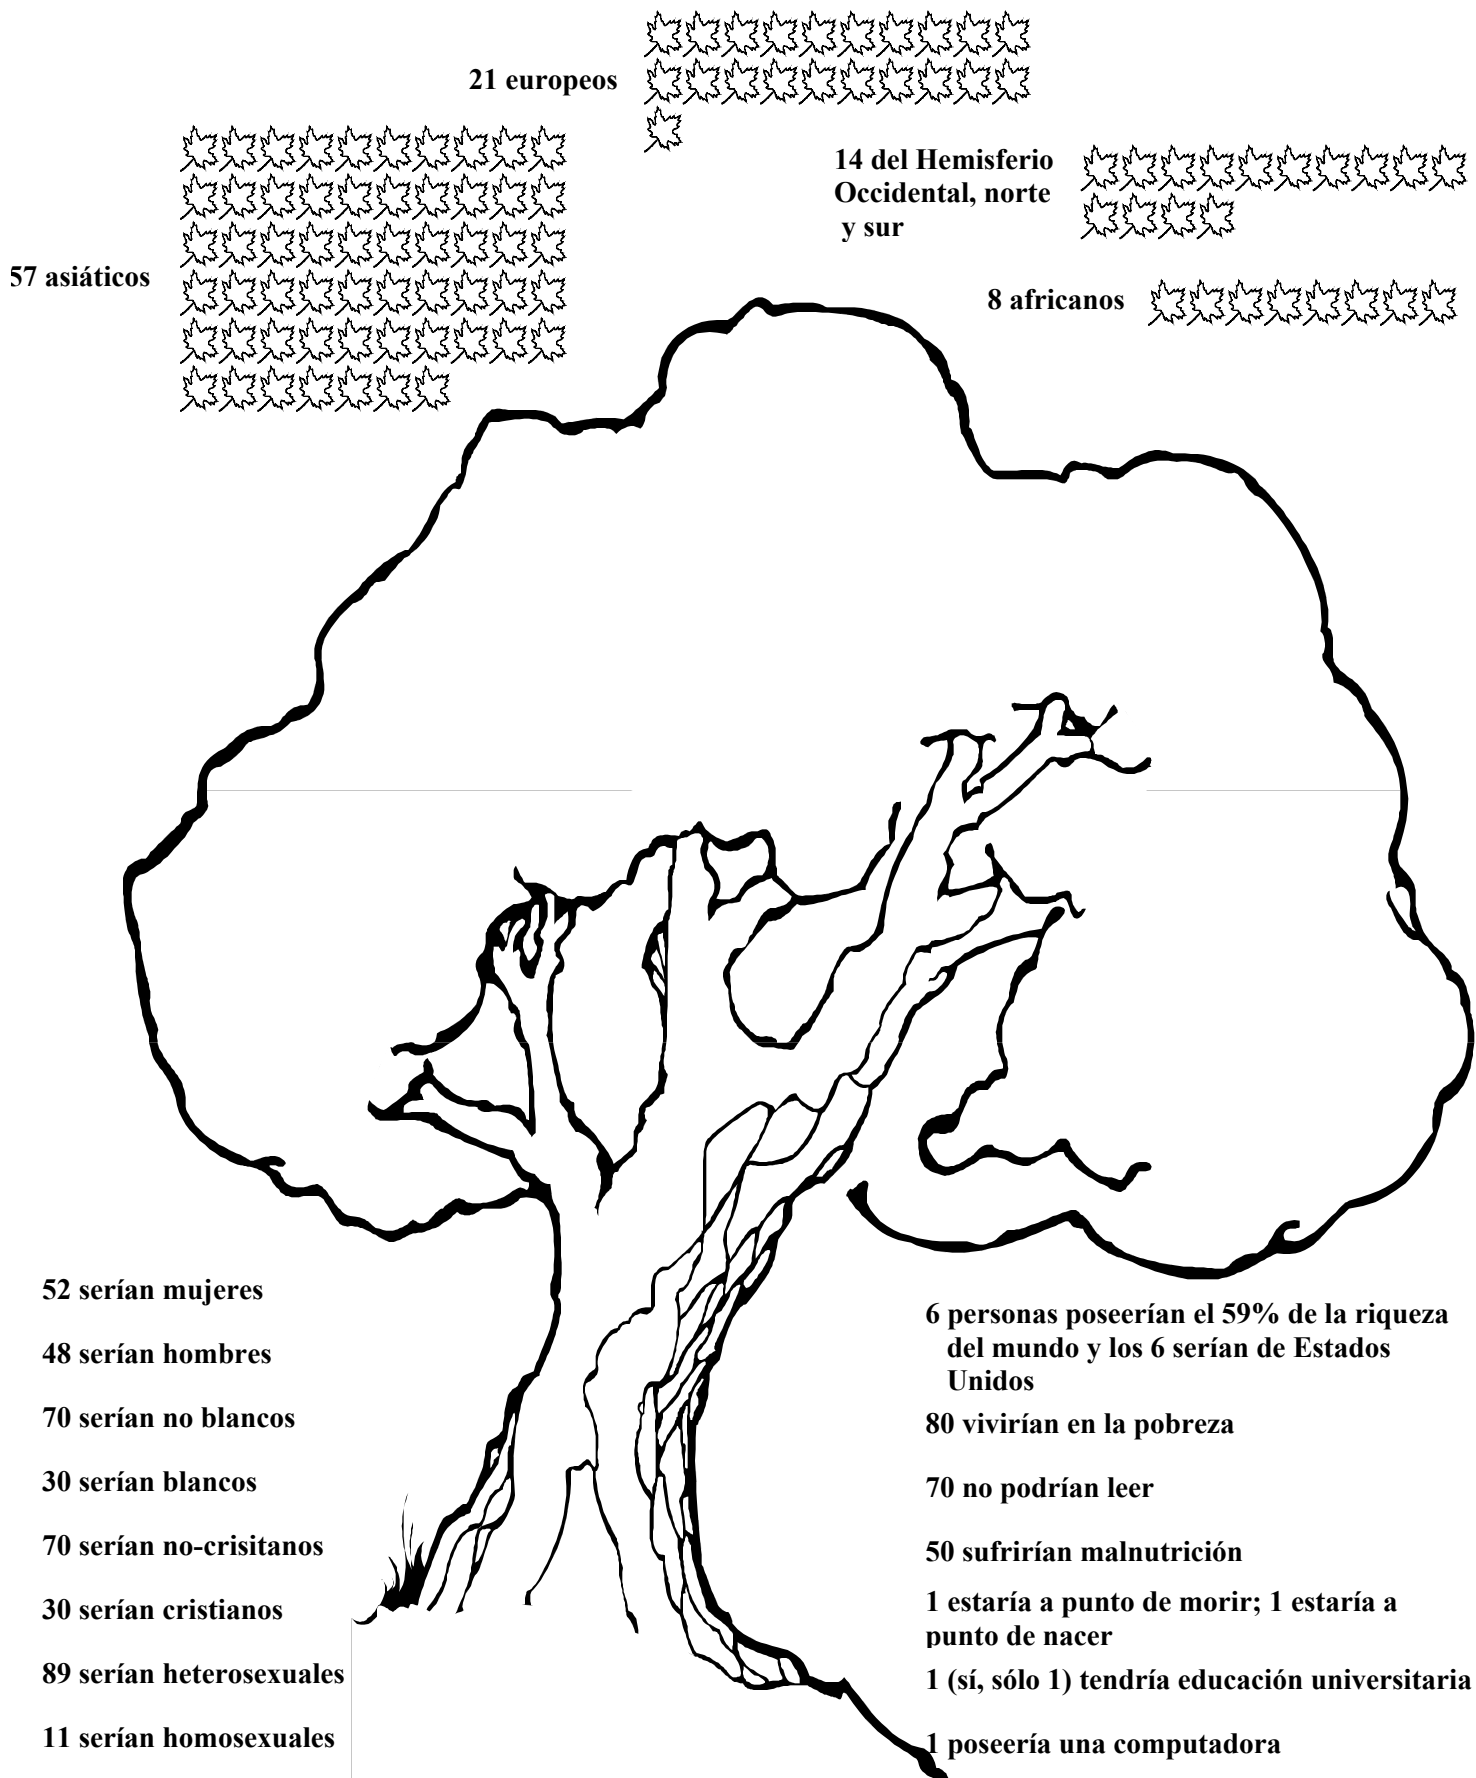 21 europeos
14 del Hemisferio
Occidental, norte
y sur
57 asiáticos
8 africanos
52 serían mujeres
48 serían hombres
70 serían no blancos
30 serían blancos
70 serían no-crisitanos
30 serían cristianos
89 serían heterosexuales
11 serían homosexuales
6 personas poseerían el 59% de la riqueza
del mundo y los 6 serían de Estados
Unidos
80 vivirían en la pobreza
70 no podrían leer
50 sufrirían malnutrición
1 estaría a punto de morir; 1 estaría a
punto de nacer
1 (sí, sólo 1) tendría educación universitaria
1 poseería una computadora